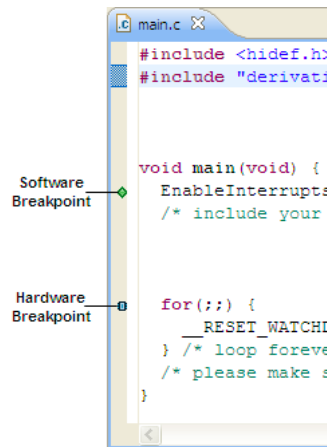 main.c
#include <hidef.h>
#include "derivati
void main(void) {
Software
Breakpoint
EnableInterrupts
/* include your
Hardware
Breakpoint
for(;;) {
__RESET_WATCHD
} /* loop foreve
/* please make s
}